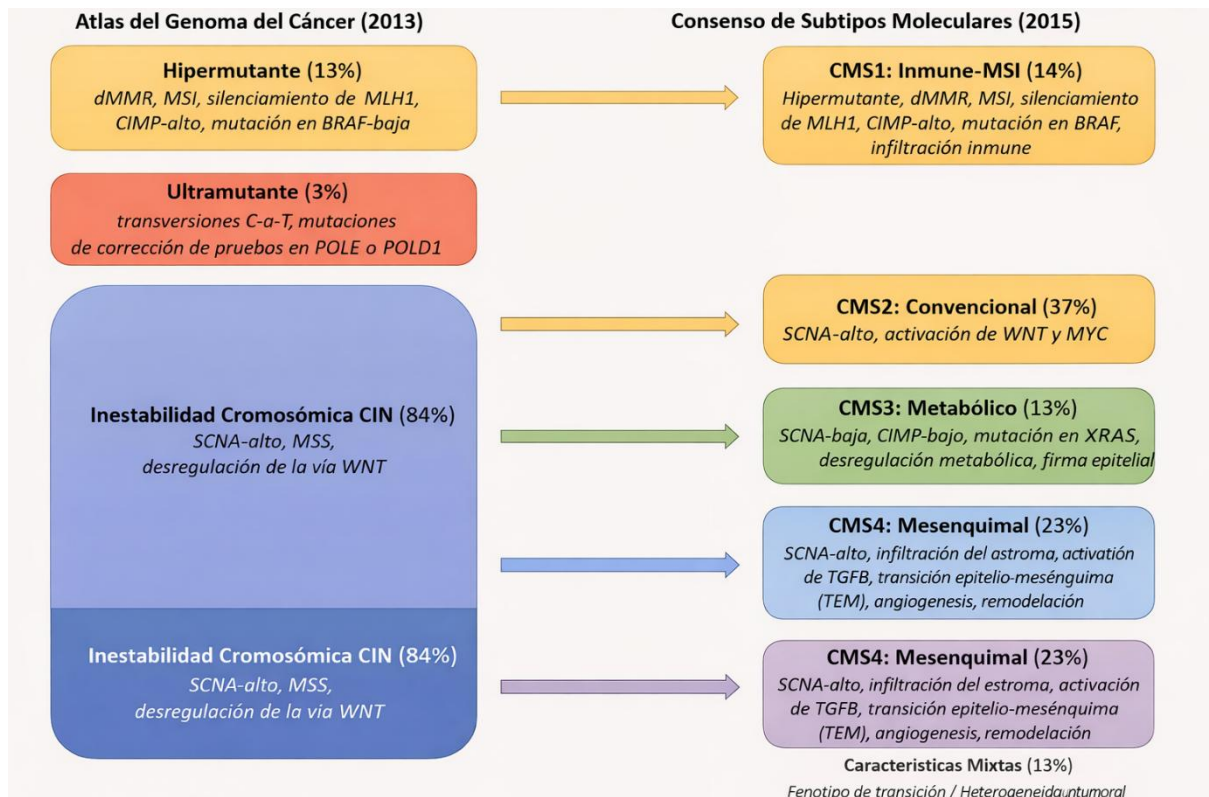 Atlas del Genoma del Cáncer (2013)
Consenso de Subtipos Moleculares (2015)
Hipermutante (13%)
dMMR, MSI, silenciamiento de MLH1,
CIMP-alto, mutación en BRAF-baja
CMS1: Inmune-MSI (14%)
Hipermutante, dMMR, MSI, silenciamiento
de MLH1, CIMP-alto, mutación en BRAF,
infiltración inmune
Ultramutante (3%)
transversiones C-a-T, mutaciones
de corrección de pruebas en POLE o POLD1
CMS2: Convencional (37%)
SCNA-alto, activación de WNT y MYC
Inestabilidad Cromosómica CIN (84%)
SCNA-alto, MSS,
desregulación de la vía WNT
CMS3: Metabólico (13%)
SCNA-baja, CIMP-bojo, mutación en XRAS,
desregulación metabólica, firma epitelial
CMS4: Mesenquimal (23%)
SCNA-alto, infiltración del astroma, activatión
de TGFB, transición epitelio-mesénguima
(TEM), angiogenesis, remodelación
Inestabilidad Cromosómica CIN (84%)
SCNA-alto, MSS,
desregulación de la vía WNT
CMS4: Mesenquimal (23%)
SCNA-alto, infiltración del estroma, activación
de TGFB, transición epitelio-mesénquima
(TEM), angiogenesis, remodelación
Caracteristicas Mixtas (13%)
Fenotipo de transición /